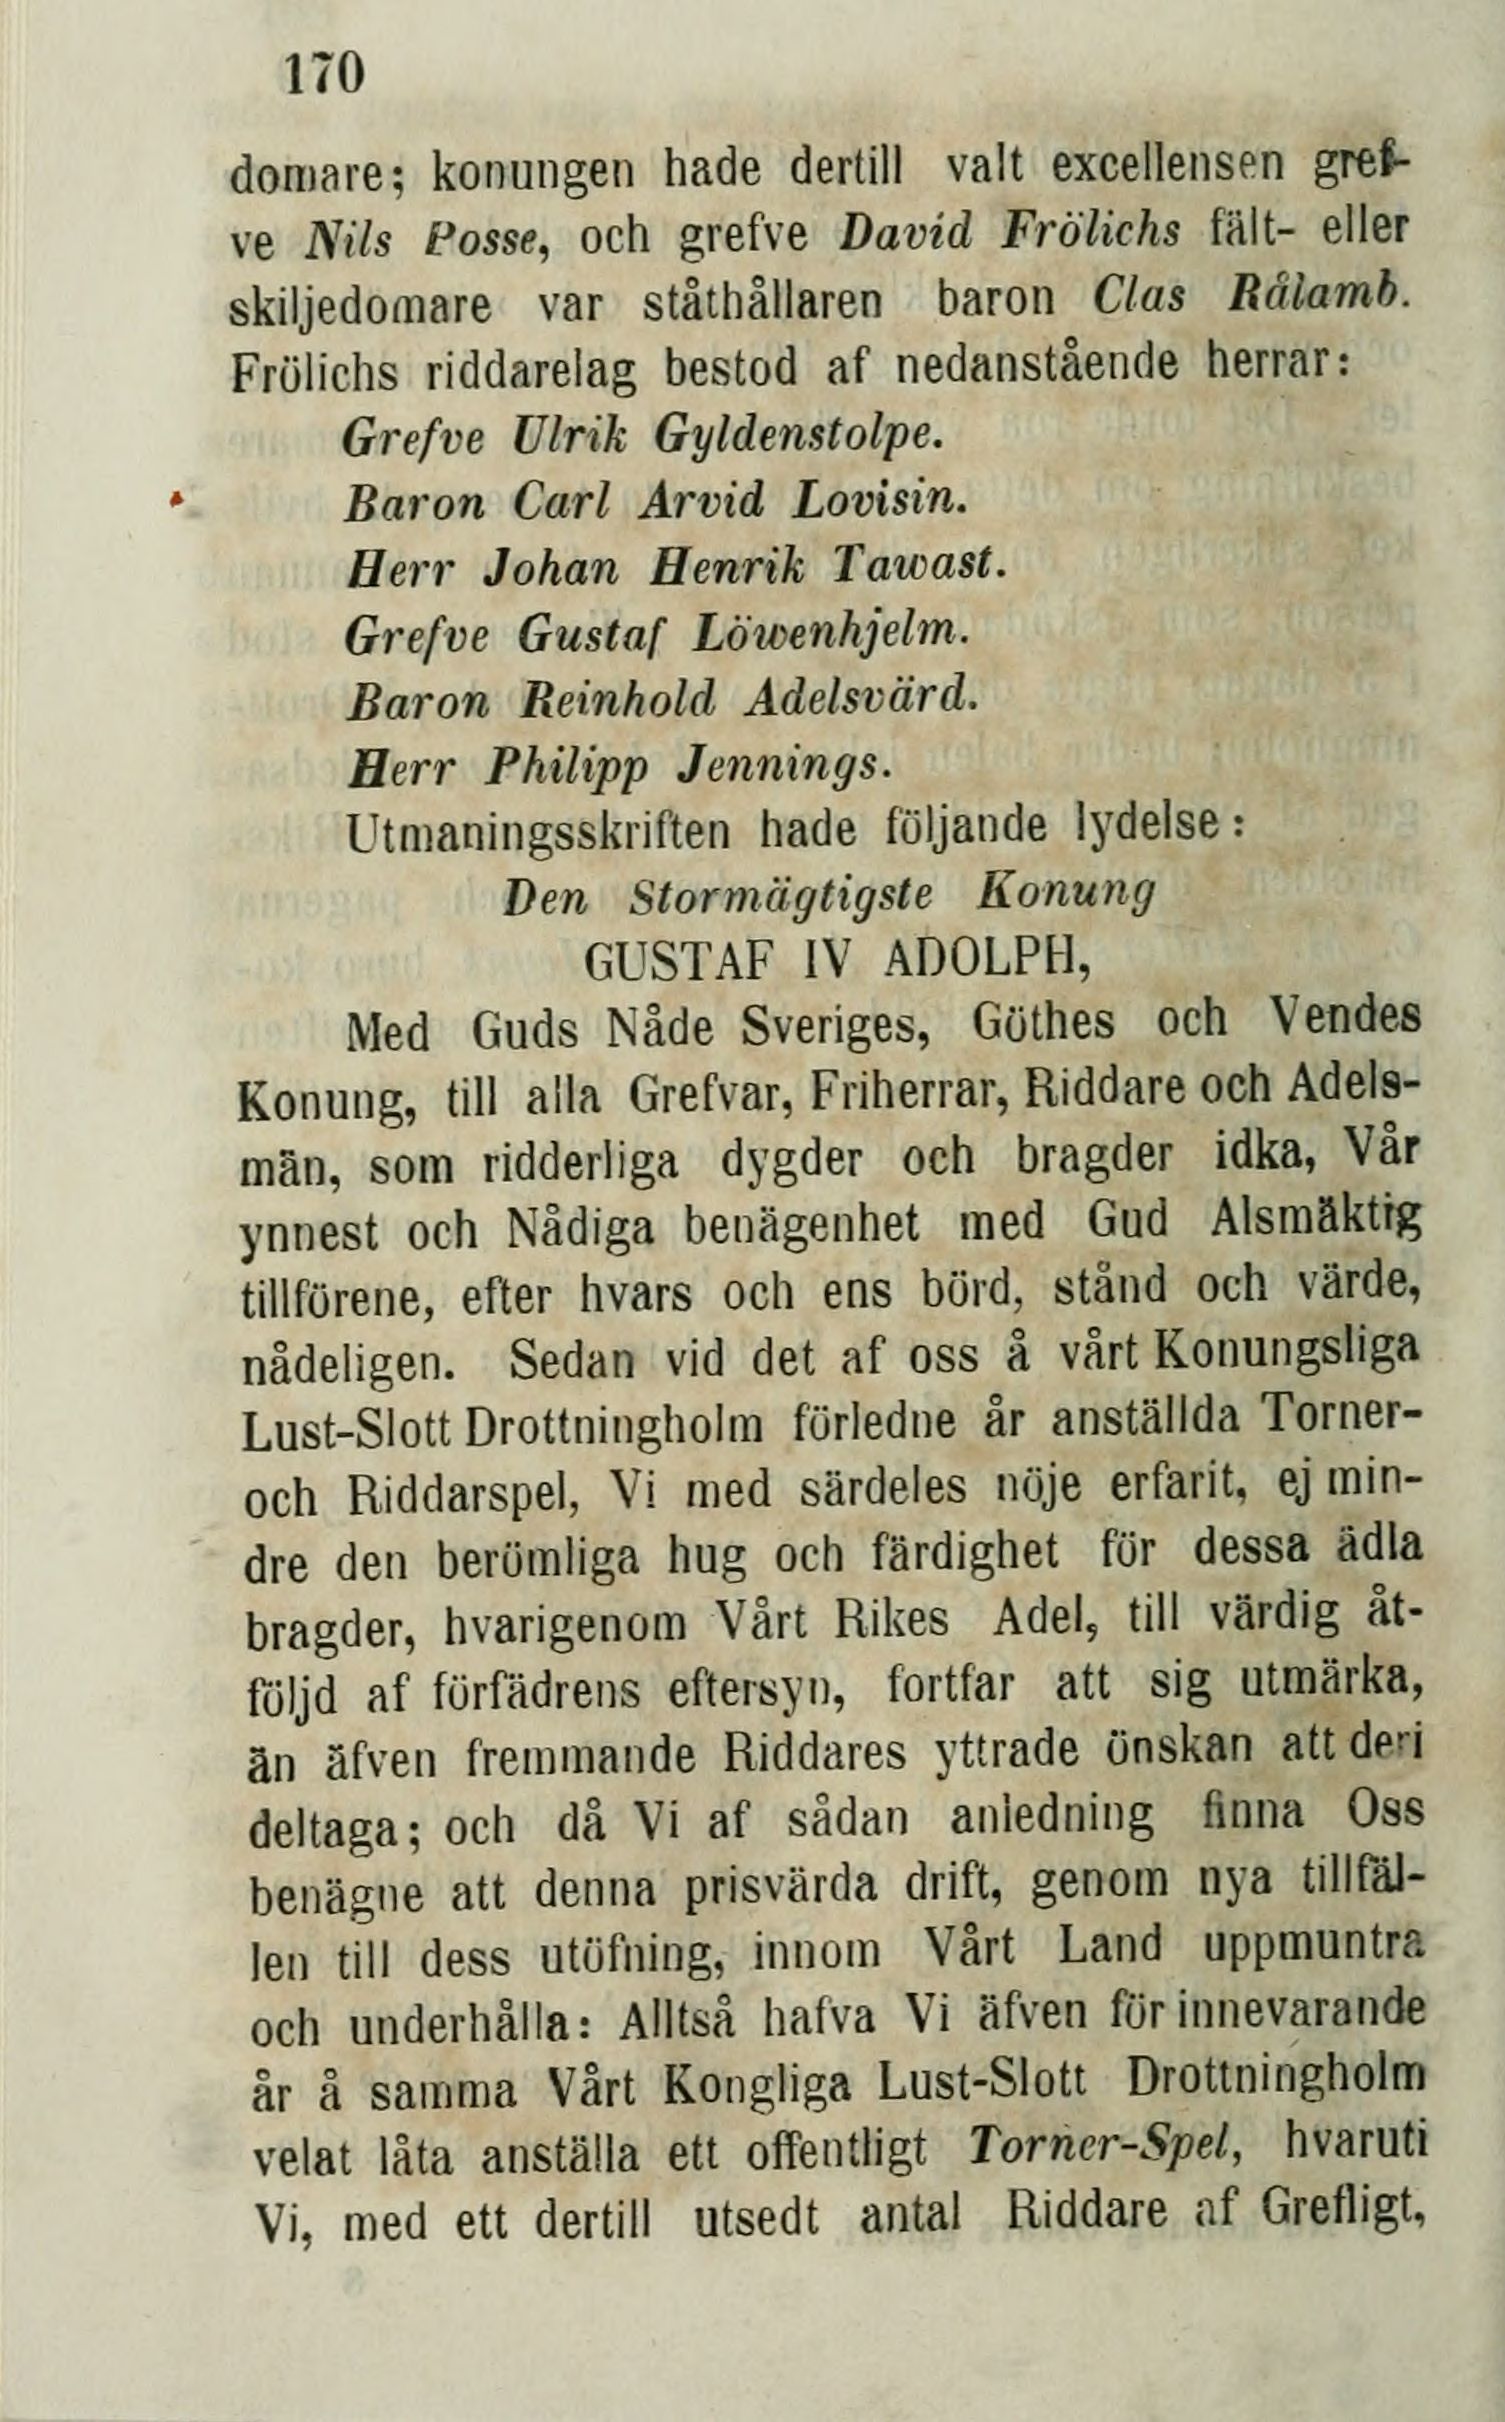 170
domare; konungen hade dertill valt excellensen gref-
ve Nils Posse, och grefve David Frölichs fält- eller
skiljedomare var ståthållaren baron Clas Rålamb.
Frölichs riddarelag bestod af nedanstående herrar:
Grefve Ulrik Gyldenstolpe.
Baron Carl Arvid Lovisin.
Herr Johan Henrik Tawast.
Grefve Gustaf Löwenhjelm.
Baron Reinhold Adelsvärd.
Herr Philipp Jennings.
Utmaningsskriften hade följande lydelse:
Den Stormägtigste Konung
GUSTAF IV ADOLPH,
Med Guds Nåde Sveriges, Göthes och Vendes
Konung, till alla Grefvar, Friherrar, Riddare och Adels-
män, som ridderliga dygder och bragder idka, Vår
ynnest och Nådiga benägenhet med Gud Alsmäktig
tillförene, efter hvars och ens börd, stånd och värde,
nådeligen. Sedan vid det af oss å vårt Konungsliga
Lust-Slott Drottningholm förledne år anställda Torner-
och Riddarspel, Vi med särdeles nöje erfarit, ej min-
dre den berömliga hug och färdighet för dessa ädla
bragder, hvarigenom Vårt Rikes Adel, till värdig åt-
följd af förfädrens eftersyn, fortfar att sig utmärka,
än äfven fremmande Riddares yttrade önskan att deri
deltaga; och då Vi af sådan anledning finna Oss
benägne att denna prisvärda drift, genom nya tillfäl-
len till dess utöfning, innom Vårt Land uppmuntra
och underhålla: Alltså hafva Vi äfven för innevarande
år å samma Vårt Kongliga Lust-Slott Drottningholm
velat låta anställa ett offentligt Torner-Spel, hvaruti
Vi, med ett dertill utsedt antal Riddare af Grefligt,